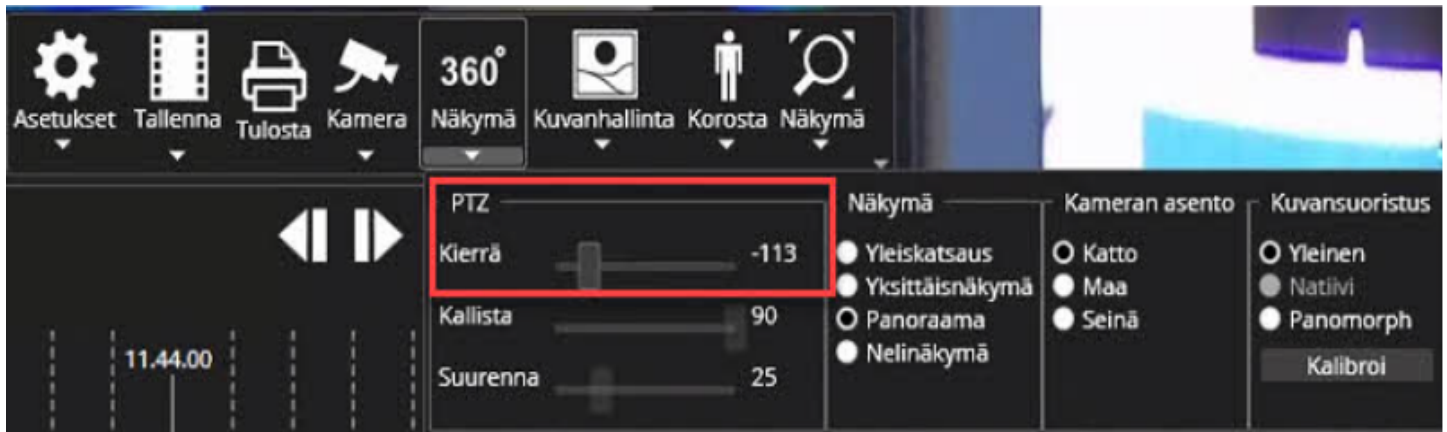 Asetukset
Tallenna
Tulosta
Kamera
360°
Näkymä
Kuvanhallinta
Korosta
Näkymä
PTZ
Kierrä -113
Kallista 90
Suurenna 25
Näkymä
Yleiskatsaus
Yksittäisnäkymä
Panoraama
Nelinäkymä
Kameran asento
Katto
Maa
Seinä
Kuvansuoristus
Yleinen
Natiivi
Panomorph
Kalibroi
11.44.00